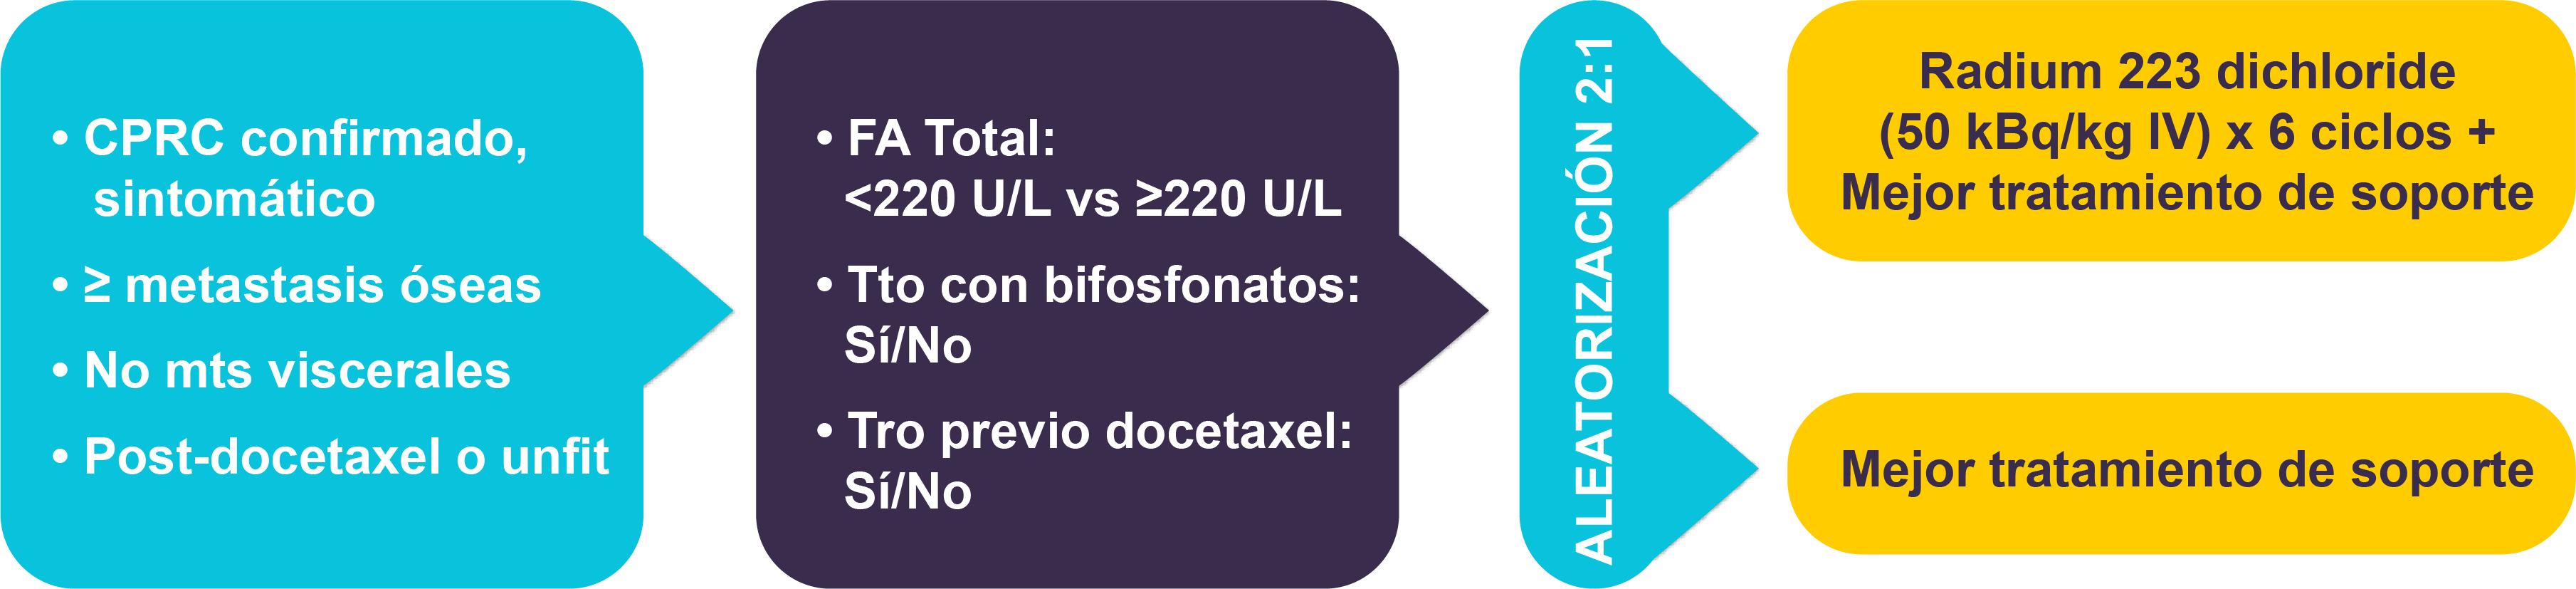 • CPRC confirmado,
sintomático
• ≥ metastasis óseas
• No mts viscerales
• Post-docetaxel o unfit
• FA Total:
<220 U/L vs ≥220 U/L
• Tto con bifosfonatos:
Sí/No
• Tro previo docetaxel:
Sí/No
ALEATORIZACIÓN 2:1
Radium 223 dichloride
(50 kBq/kg IV) x 6 ciclos +
Mejor tratamiento de soporte
Mejor tratamiento de soporte